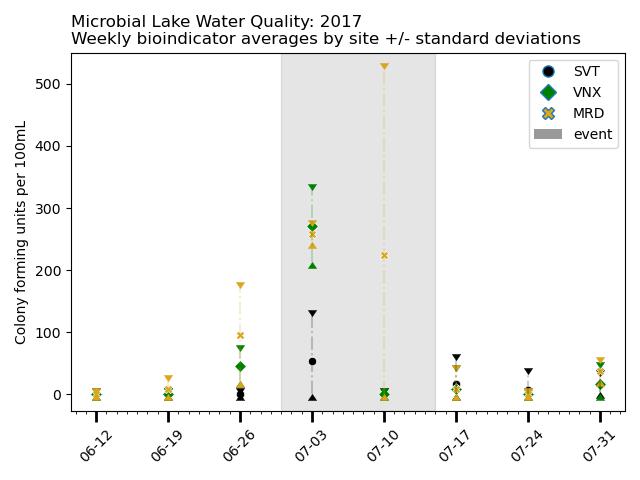 Microbial Lake Water Quality: 2017
Weekly bioindicator averages by site +/- standard deviations
Colony forming units per 100mL
500
400
300
200
100
0
SVT
VNX
MRD
event
06-12
06-19
06-26
07-03
07-10
07-17
07-24
07-31